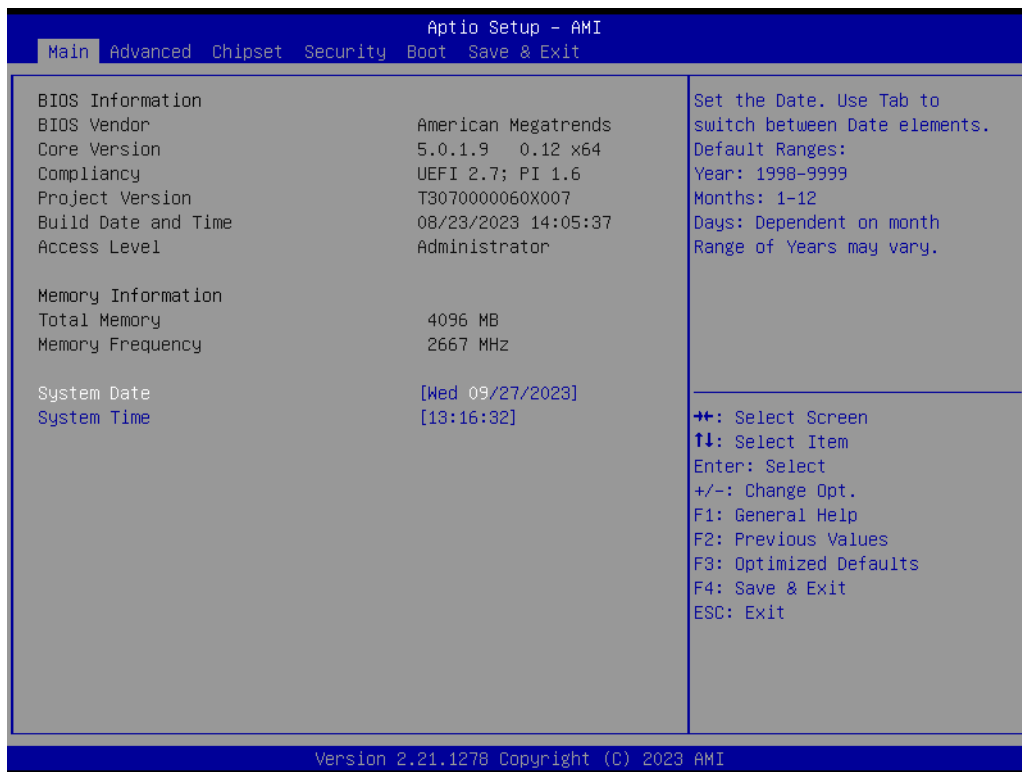 Aptio Setup – AMI
Main Advanced Chipset Security Boot Save & Exit
BIOS Information
BIOS Vendor American Megatrends
Core Version 5.0.1.9 0.12 x64
Compliancy UEFI 2.7; PI 1.6
Project Version T3070000060X007
Build Date and Time 08/23/2023 14:05:37
Access Level Administrator
Memory Information
Total Memory 4096 MB
Memory Frequency 2667 MHz
System Date [Wed 09/27/2023]
System Time [13:16:32]
Set the Date. Use Tab to
switch between Date elements.
Default Ranges:
Year: 1998-9999
Months: 1-12
Days: Dependent on month
Range of Years may vary.
→←: Select Screen
↑↓: Select Item
Enter: Select
+/-: Change Opt.
F1: General Help
F2: Previous Values
F3: Optimized Defaults
F4: Save & Exit
ESC: Exit
Version 2.21.1278 Copyright (C) 2023 AMI